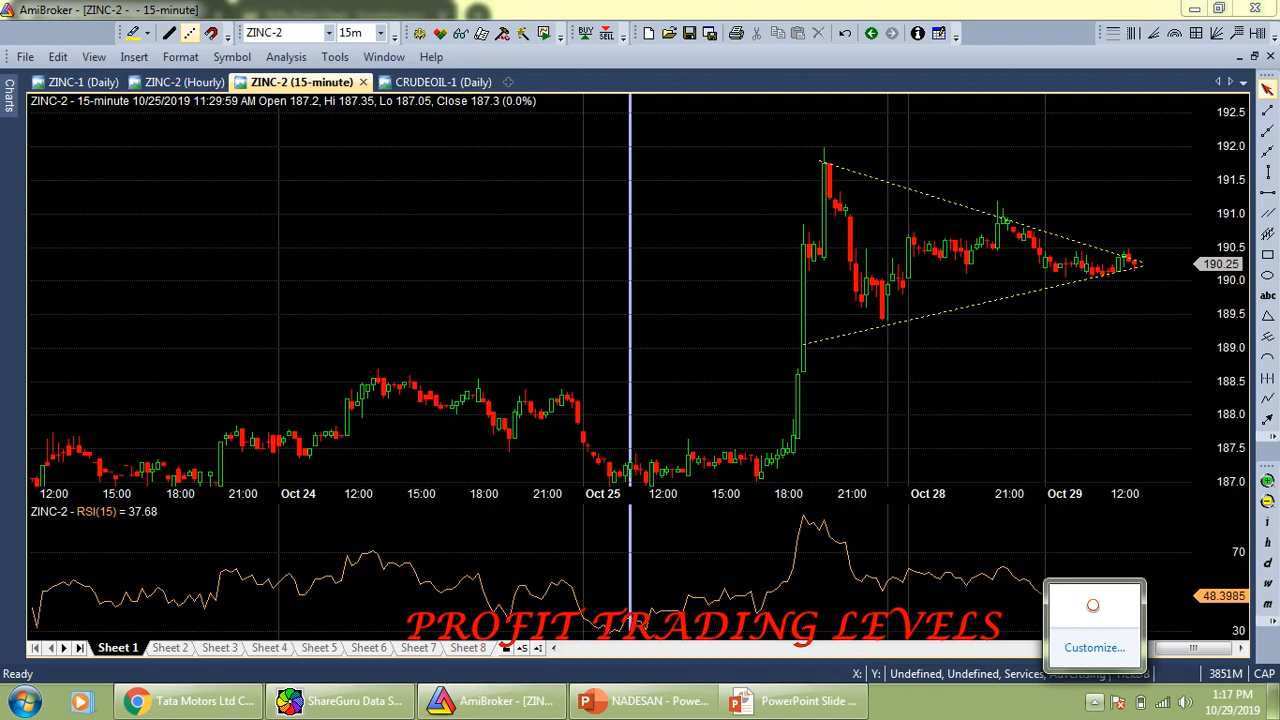 AmiBroker - [ZINC-2 - - 15-minute]
ZINC-2 15m BUY SELL
File Edit View Insert Format Symbol Analysis Tools Window Help
Charts
ZINC-1 (Daily) ZINC-2 (Hourly) ZINC-2 (15-minute) CRUDEOIL-1 (Daily)
ZINC-2 - 15-minute 10/25/2019 11:29:59 AM Open 187.2, Hi 187.35, Lo 187.05, Close 187.3 (0.0%)
192.5
192.0
191.5
191.0
190.5
190.25
190.0
189.5
189.0
188.5
188.0
187.5
187.0
abc
12:00 15:00 18:00 21:00 Oct 24 12:00 15:00 18:00 21:00 Oct 25 12:00 15:00 18:00 21:00 Oct 28 21:00 Oct 29 12:00
ZINC-2 - RSI(15) = 37.68
70
48.3985
30
i
h
d
w
m
PROFIT TRADING LEVELS
Customize...
Sheet 1 Sheet 2 Sheet 3 Sheet 4 Sheet 5 Sheet 6 Sheet 7 Sheet 8
Ready X: Y: Undefined, Undefined, Services, Advertising 3851M CAP
Tata Motors Ltd C... ShareGuru Data S... AmiBroker - [ZIN... NADESAN - Powe... PowerPoint Slide ...
1:17 PM
10/29/2019